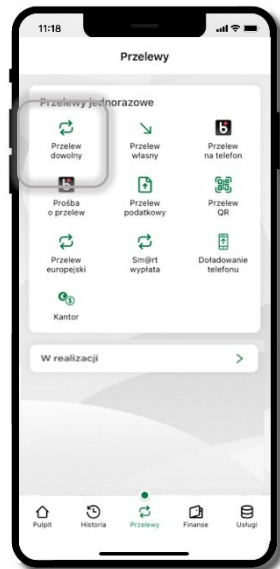 11:18
Przelewy
Przelewy jednorazowe
Przelew
dowolny
Przelew
własny
Przelew
na telefon
Prośba
o przelew
Przelew
podatkowy
Przelew
QR
Przelew
europejski
Sm@rt
wypłata
Doładowanie
telefonu
Kantor
W realizacji
Pulpit
Historia
Przelewy
Finanse
Usługi